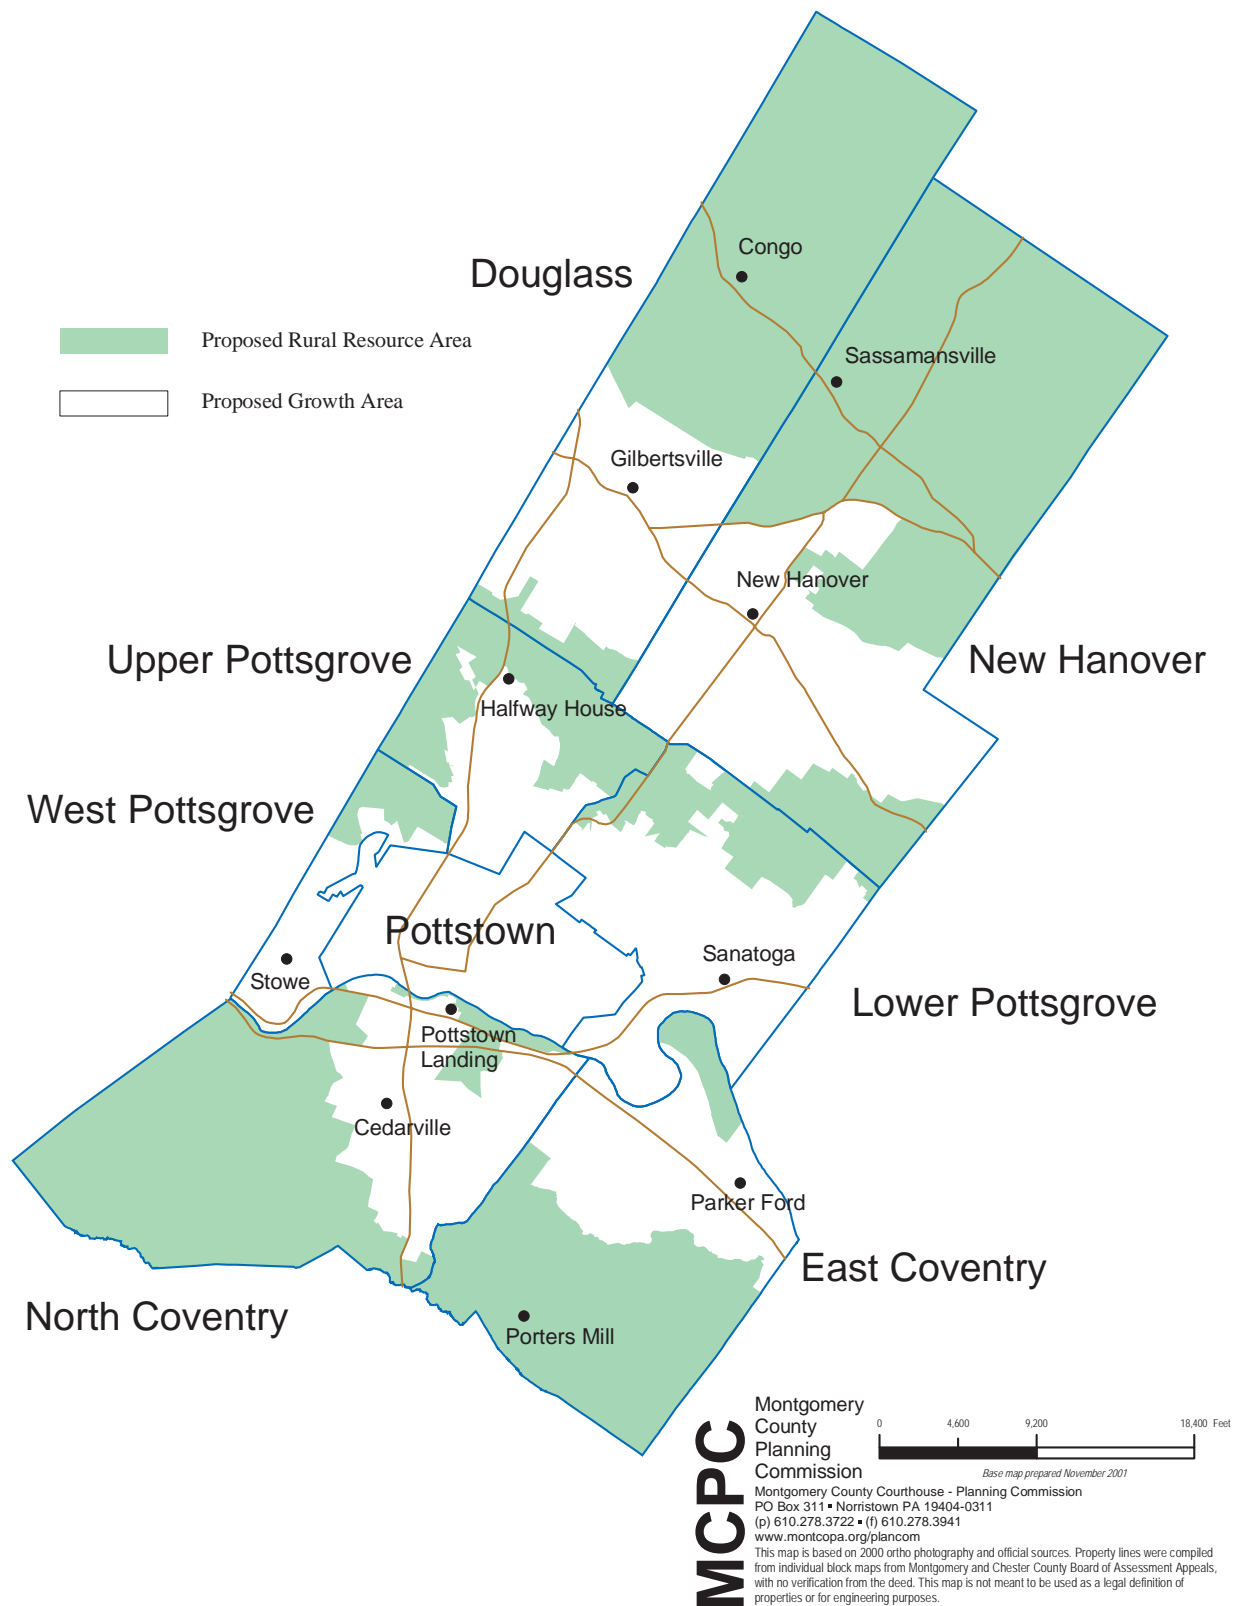 Congo
Douglass
Proposed Rural Resource Area
Sassamansville
Proposed Growth Area
Gilbertsville
New Hanover
Upper Pottsgrove
New Hanover
Halfway House
West Pottsgrove
Pottstown
Sanatoga
Stowe
Lower Pottsgrove
Pottstown
Landing
Cedarville
Parker Ford
East Coventry
North Coventry
Porters Mill
MCPC
Montgomery
County
Planning
Commission
0 4,600 9,200 18,400 Feet
Base map prepared November 2001
Montgomery County Courthouse - Planning Commission
PO Box 311 ▪ Norristown PA 19404-0311
(p) 610.278.3722 ▪ (f) 610.278.3941
www.montcopa.org/plancom
This map is based on 2000 ortho photography and official sources. Property lines were compiled
from individual block maps from Montgomery and Chester County Board of Assessment Appeals,
with no verification from the deed. This map is not meant to be used as a legal definition of
properties or for engineering purposes.